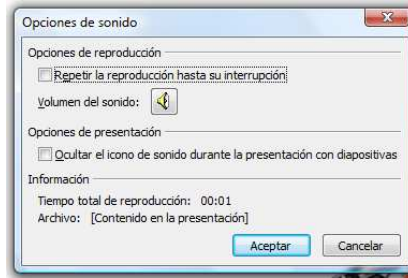 Opciones de sonido
Opciones de reproducción
Repetir la reproducción hasta su interrupción
Volumen del sonido:
Opciones de presentación
Ocultar el icono de sonido durante la presentación con diapositivas
Información
Tiempo total de reproducción: 00:01
Archivo: [Contenido en la presentación]
Aceptar Cancelar